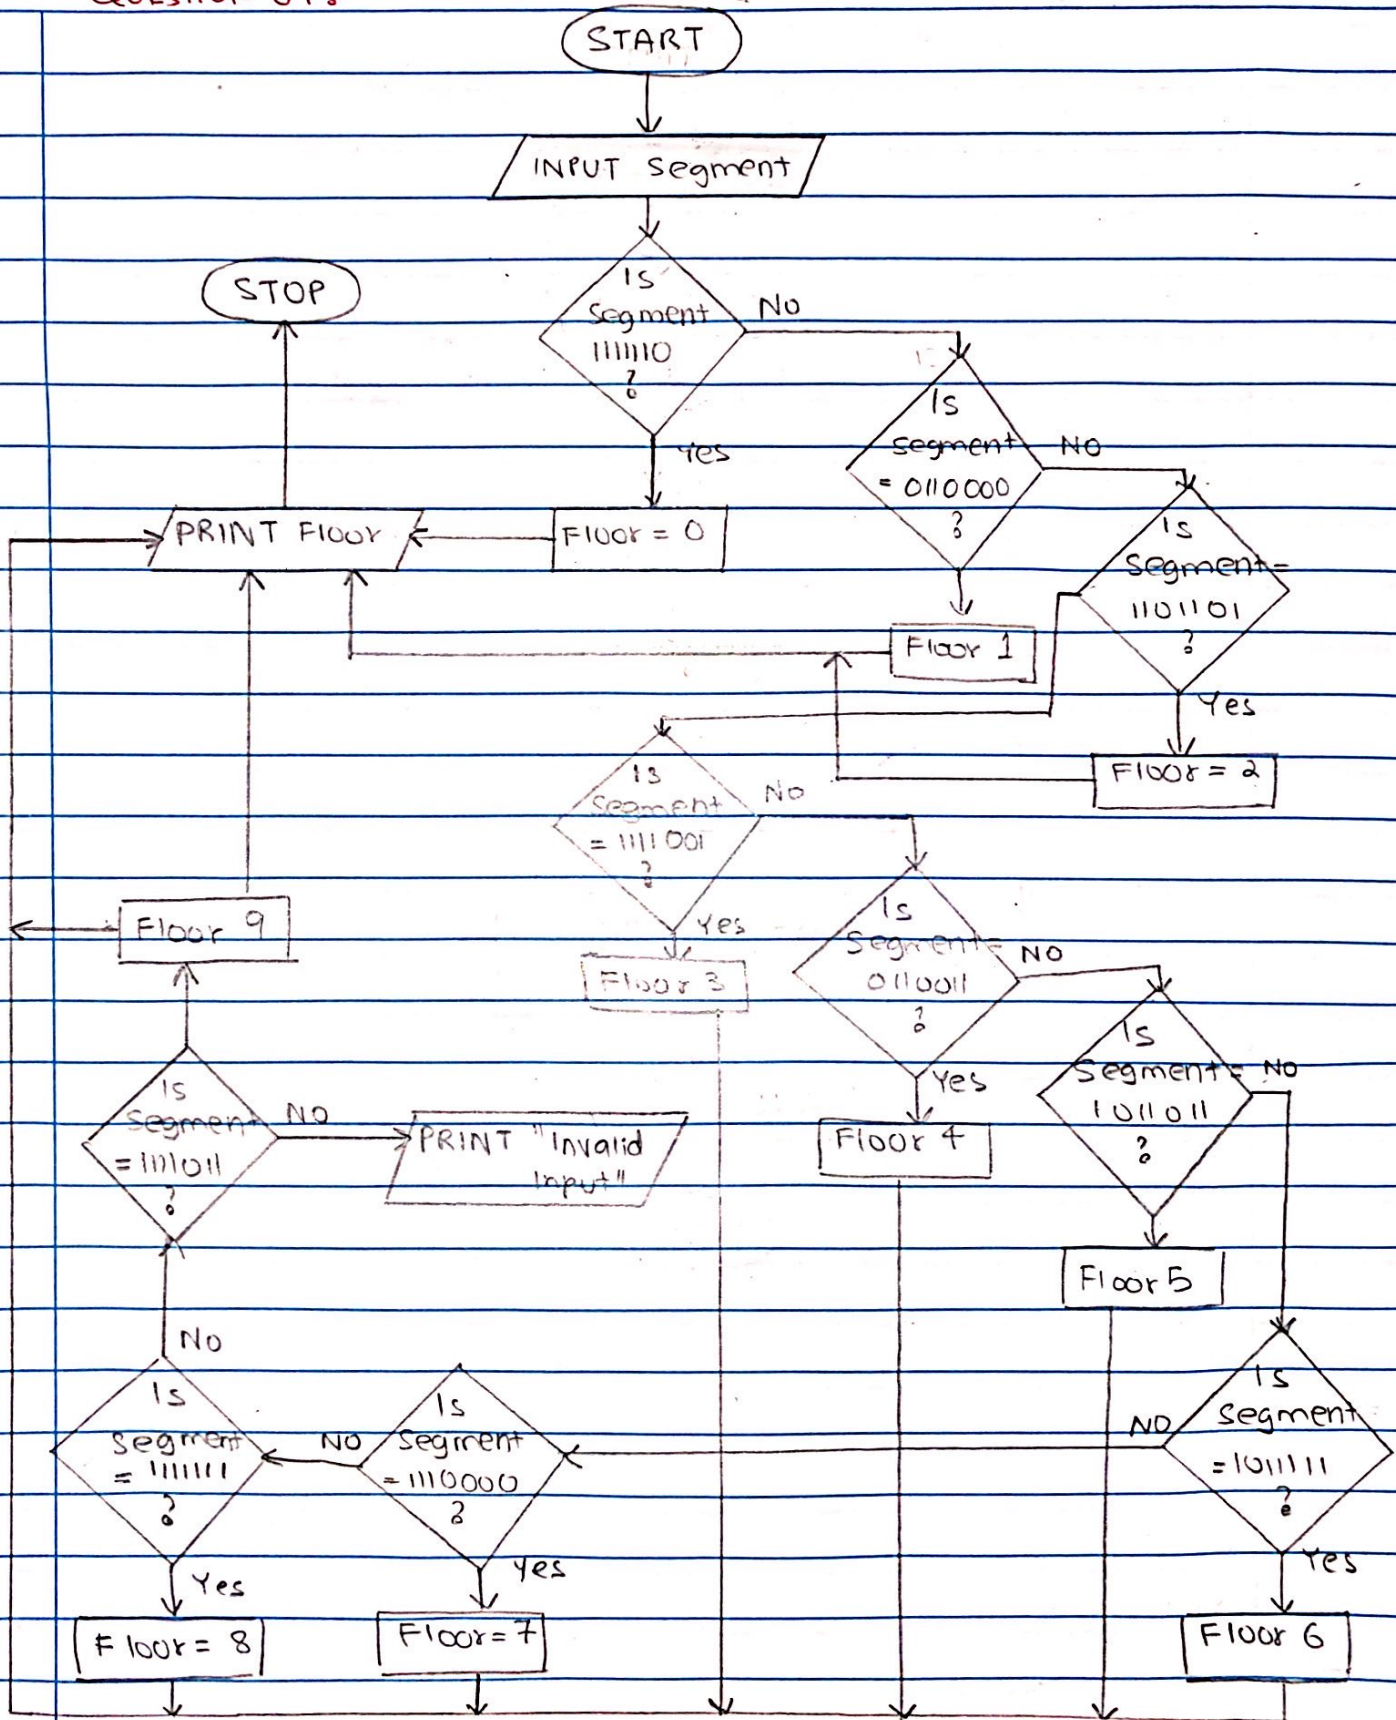 START
INPUT Segment
Is
Segment
1111110
?
No
Yes
STOP
Is
segment
= 0110000
?
NO
PRINT Floor
Floor = 0
Is
Segment=
1101101
?
Yes
Floor 1
Floor = 2
Is
Segment
= 1111001
?
No
Yes
Floor 3
Floor 9
Is
Segment=
0110011
?
NO
Yes
Floor 4
Is
Segment=
1011011
?
NO
Floor 5
Is
Segment
= 1111011
?
NO
PRINT "Invalid
Input"
No
Is
segment
= 1111111
?
Yes
Floor = 8
NO
Is
segment
= 1110000
?
Yes
Floor = 7
NO
Is
segment
= 1011111
?
Yes
Floor 6